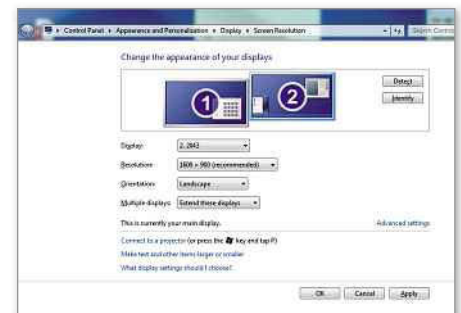 Control Panel ▸ Appearance and Personalization ▸ Display ▸ Screen Resolution
Change the appearance of your displays
1
2
Detect
Identify
Display:
Resolution: 1600 × 900 (recommended)
Orientation: Landscape
Multiple displays: Extend these displays
This is currently your main display.
Advanced settings
Connect to a projector (or press the key and tap P)
Make text and other items larger or smaller
What display settings should I choose?
OK
Cancel
Apply